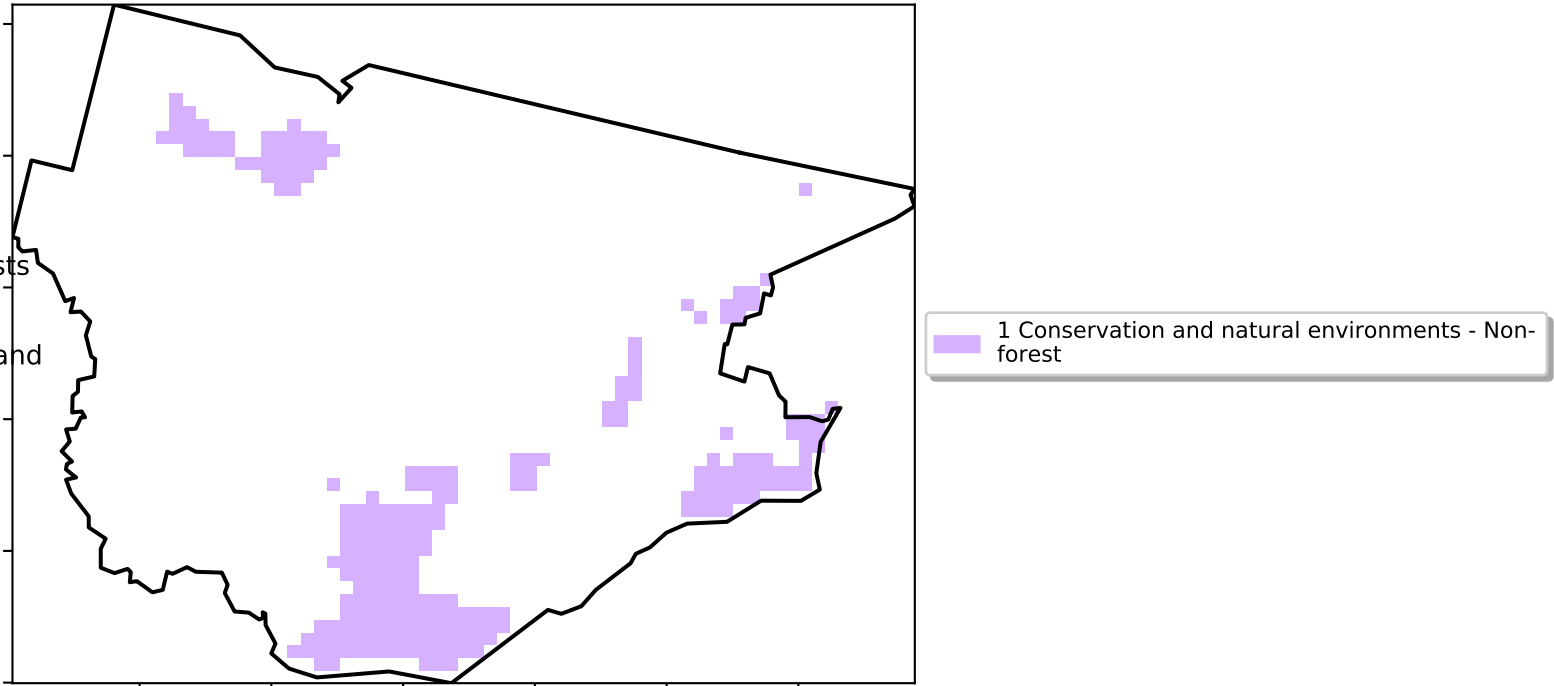 sts
and
1 Conservation and natural environments - Non-
forest